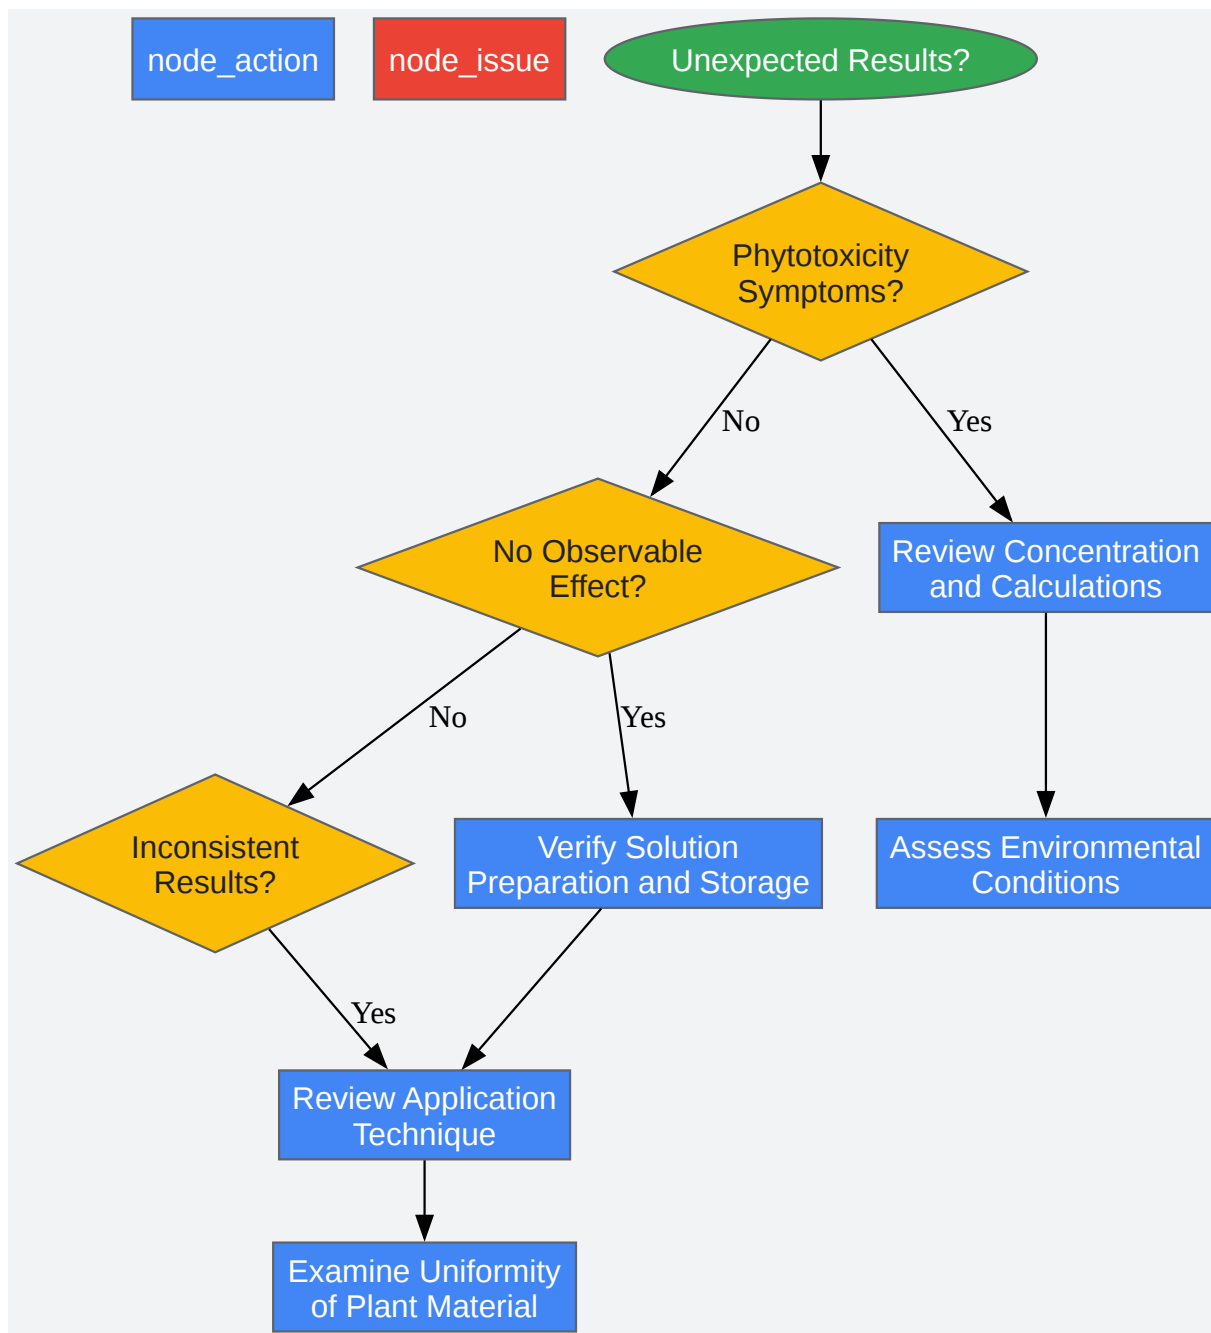 node_action
node_issue
Unexpected Results?
Phytotoxicity
Symptoms?
No
Yes
No Observable
Effect?
Review Concentration
and Calculations
No
Yes
Inconsistent
Results?
Verify Solution
Preparation and Storage
Assess Environmental
Conditions
Yes
Review Application
Technique
Examine Uniformity
of Plant Material